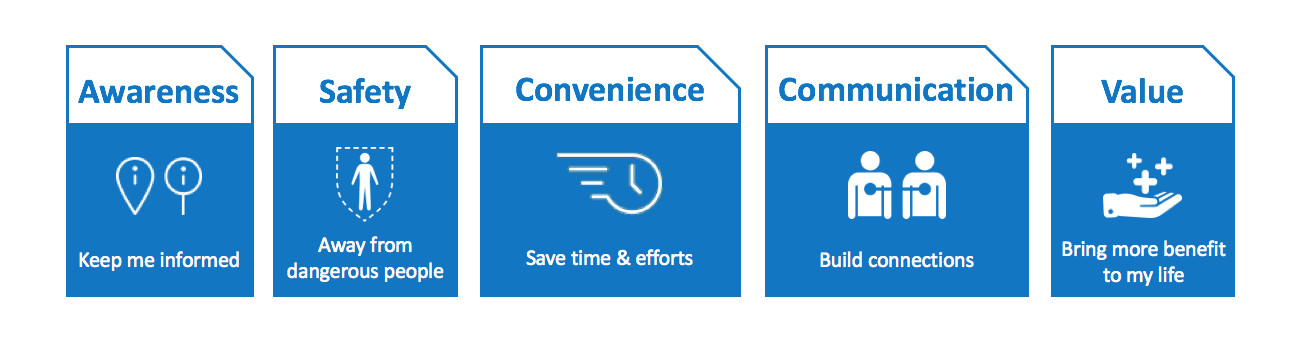 Awareness
Keep me informed
Safety
Away from
dangerous people
Convenience
Save time & efforts
Communication
Build connections
Value
Bring more benefit
to my life